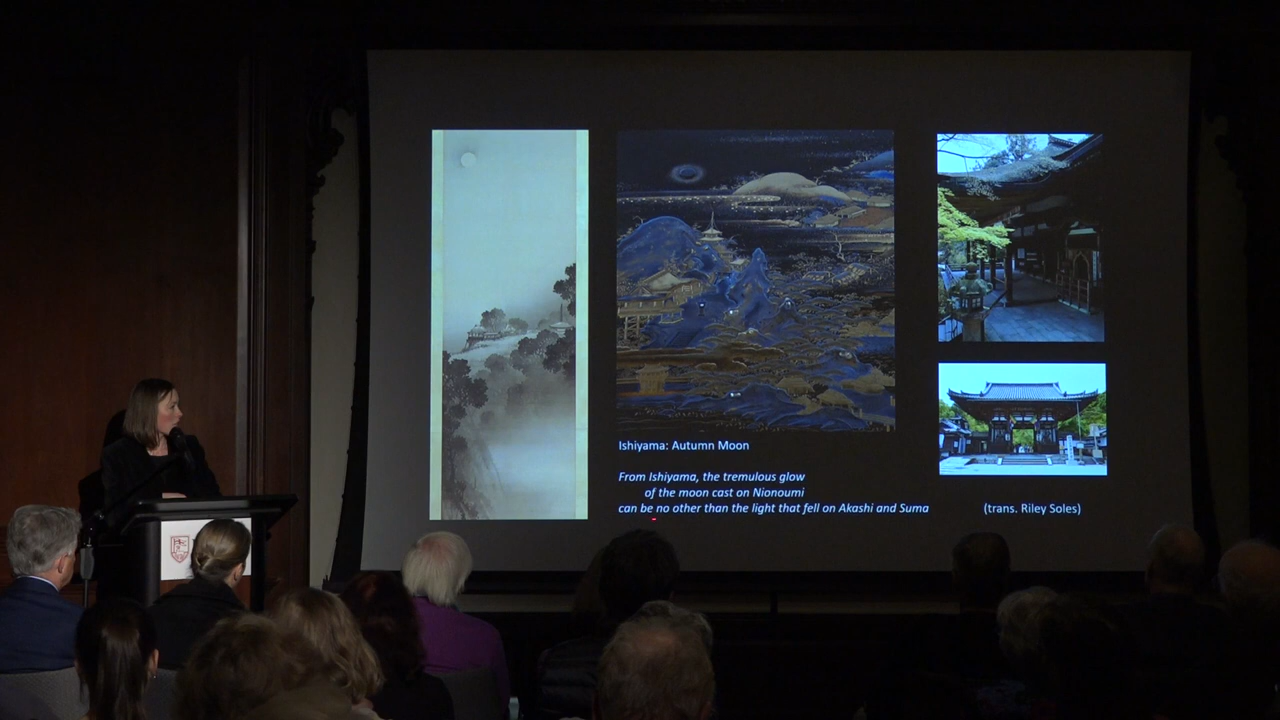 Ishiyama: Autumn Moon
From Ishiyama, the tremulous glow
of the moon cast on Nionoumi
can be no other than the light that fell on Akashi and Suma
(trans. Riley Soles)